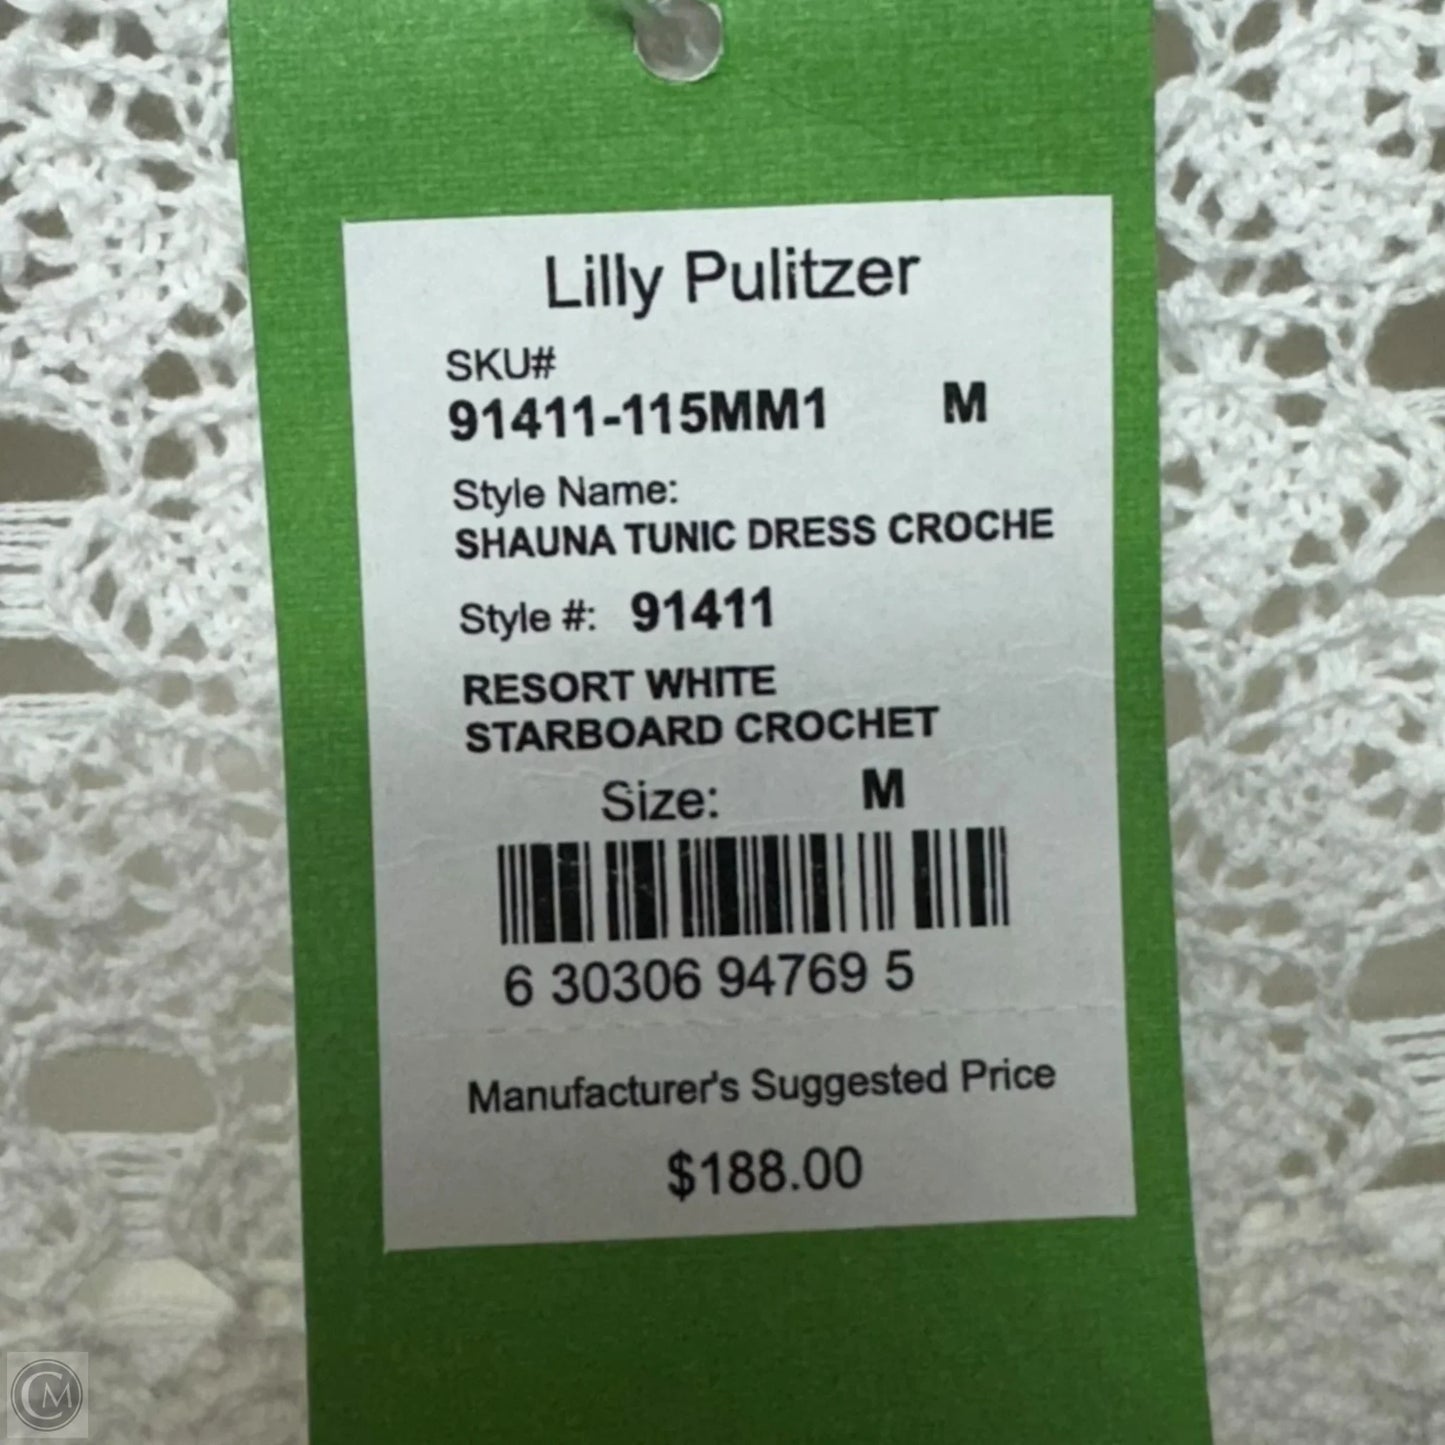 Lilly Pulitzer
SKU#
91411-115MM1 M
Style Name:
SHAUNA TUNIC DRESS CROCHE
Style #: 91411
RESORT WHITE
STARBOARD CROCHET
Size: M
6 30306 94769 5
Manufacturer's Suggested Price
$188.00
CM